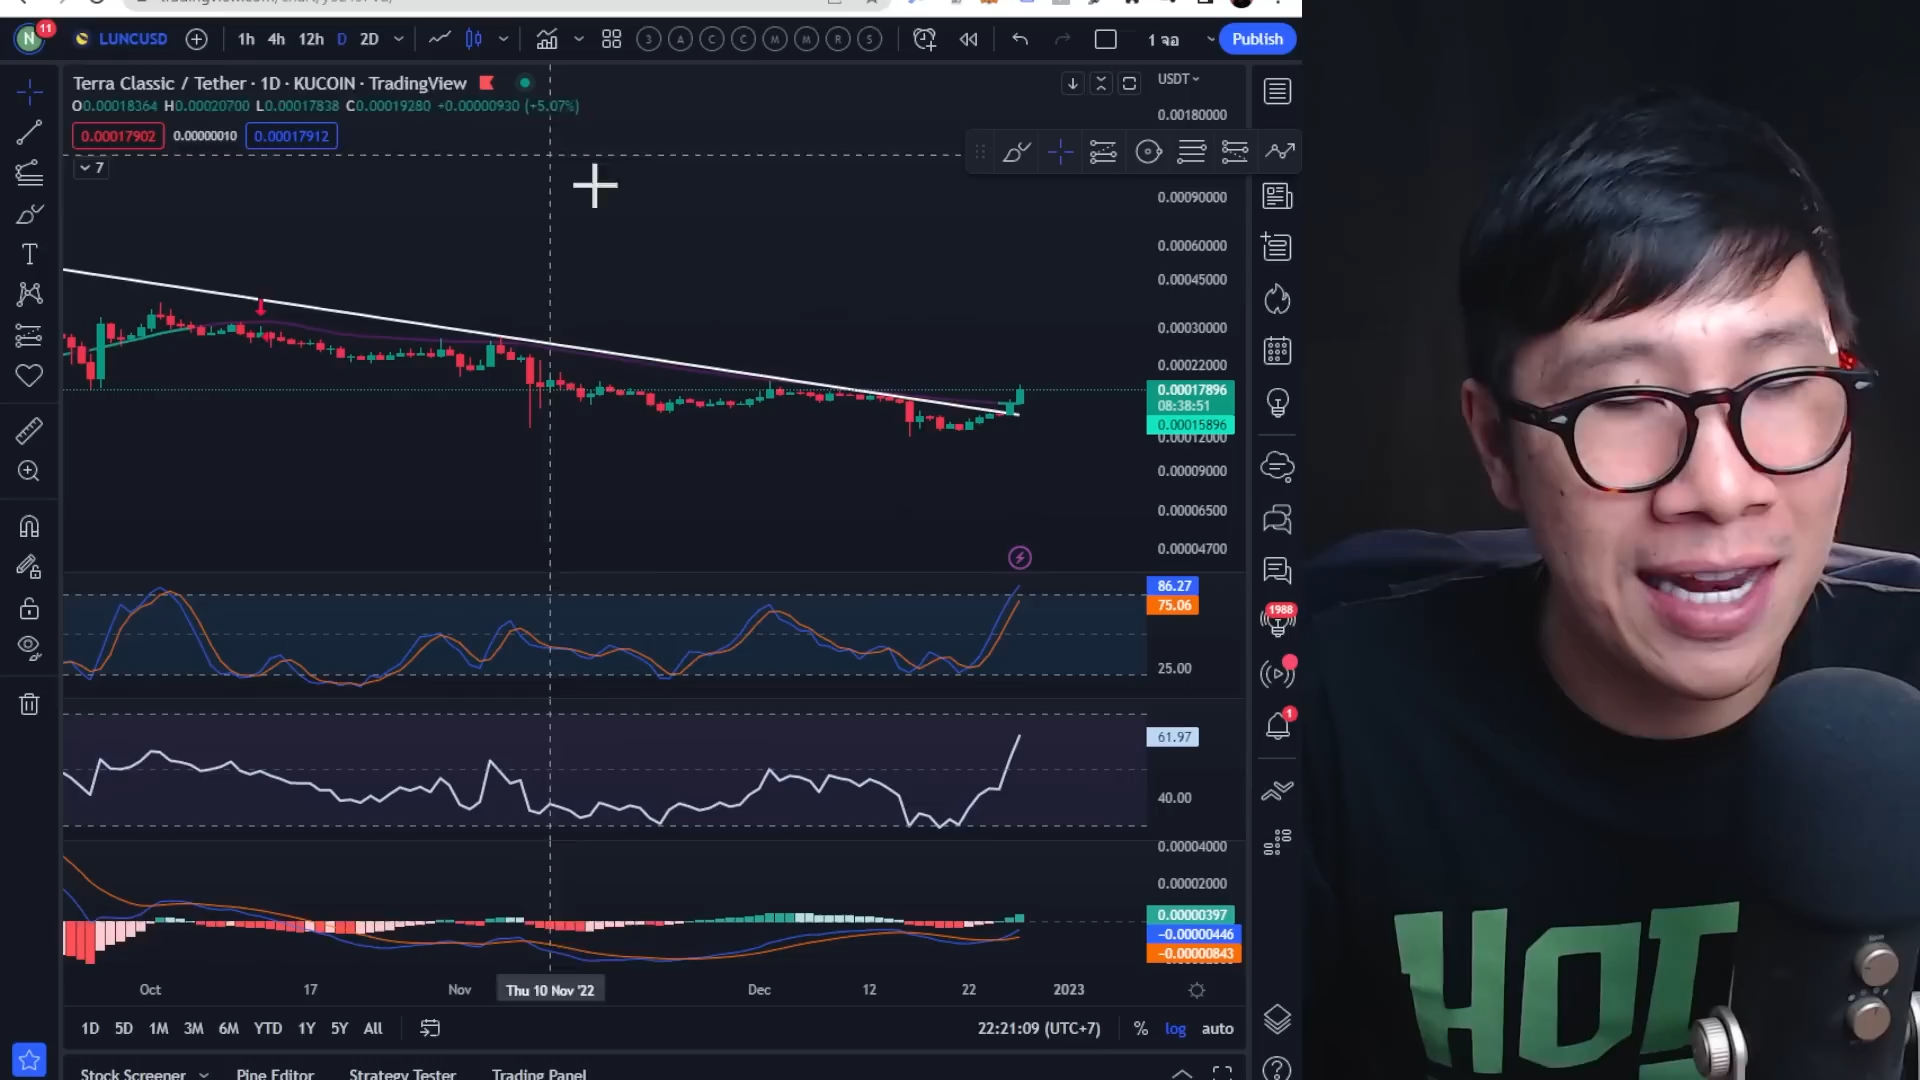 N 11 LUNCUSD 1h 4h 12h D 2D 3 A C C M M R S 1 จอ Publish
Terra Classic / Tether · 1D · KUCOIN · TradingView
O0.00018364 H0.00020700 L0.00017838 C0.00019280 +0.00000930 (+5.07%)
0.00017902 0.00000010 0.00017912
7
USDT
0.00180000
0.00090000
0.00060000
0.00045000
0.00030000
0.00022000
0.00017896
08:38:51
0.00015896
0.00012000
0.00009000
0.00006500
0.00004700
86.27
75.06
25.00
61.97
40.00
0.00004000
0.00002000
0.00000397
−0.00000446
−0.00000843
1988
1
Oct 17 Nov Thu 10 Nov '22 Dec 12 22 2023
1D 5D 1M 3M 6M YTD 1Y 5Y All 22:21:09 (UTC+7) % log auto
Stock Screener Pine Editor Strategy Tester Trading Panel
HOT